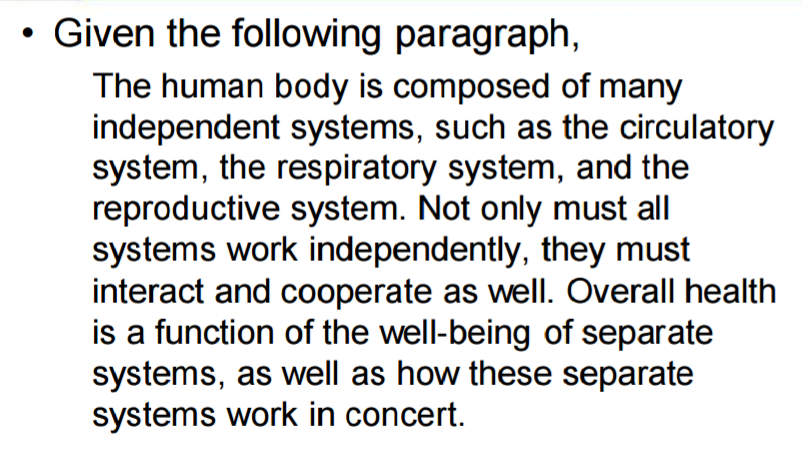 • Given the following paragraph,
The human body is composed of many
independent systems, such as the circulatory
system, the respiratory system, and the
reproductive system. Not only must all
systems work independently, they must
interact and cooperate as well. Overall health
is a function of the well-being of separate
systems, as well as how these separate
systems work in concert.